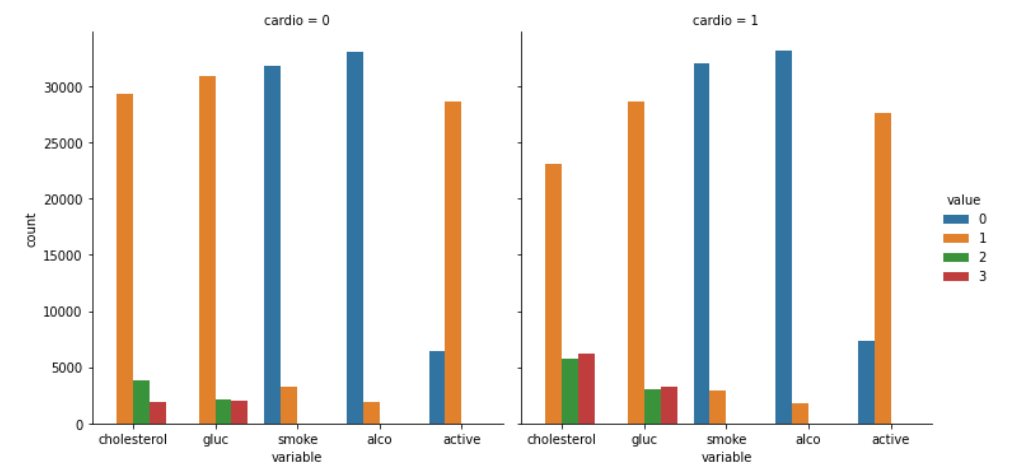 cardio = 0
cardio = 1
30000
25000
20000
15000
10000
5000
0
count
cholesterol gluc smoke alco active
variable
cholesterol gluc smoke alco active
variable
value
0
1
2
3